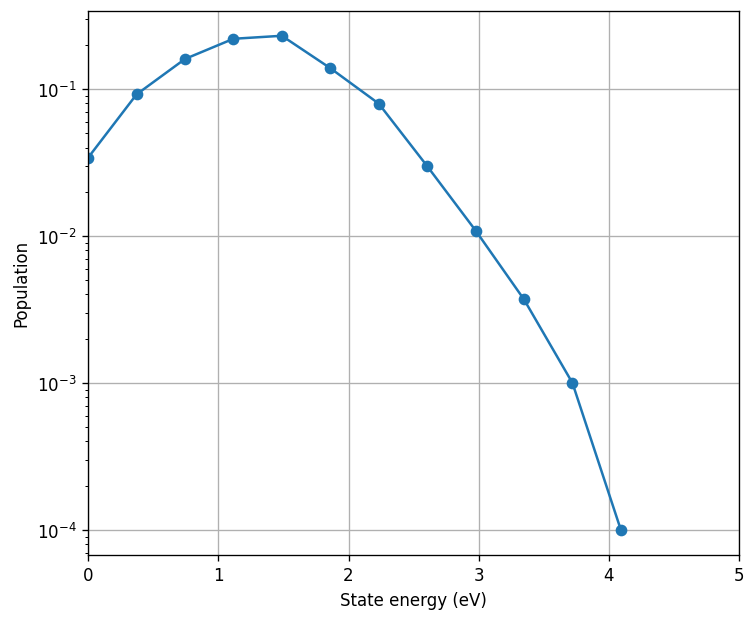 10⁻¹
10⁻²
10⁻³
10⁻⁴
Population
0 1 2 3 4 5
State energy (eV)